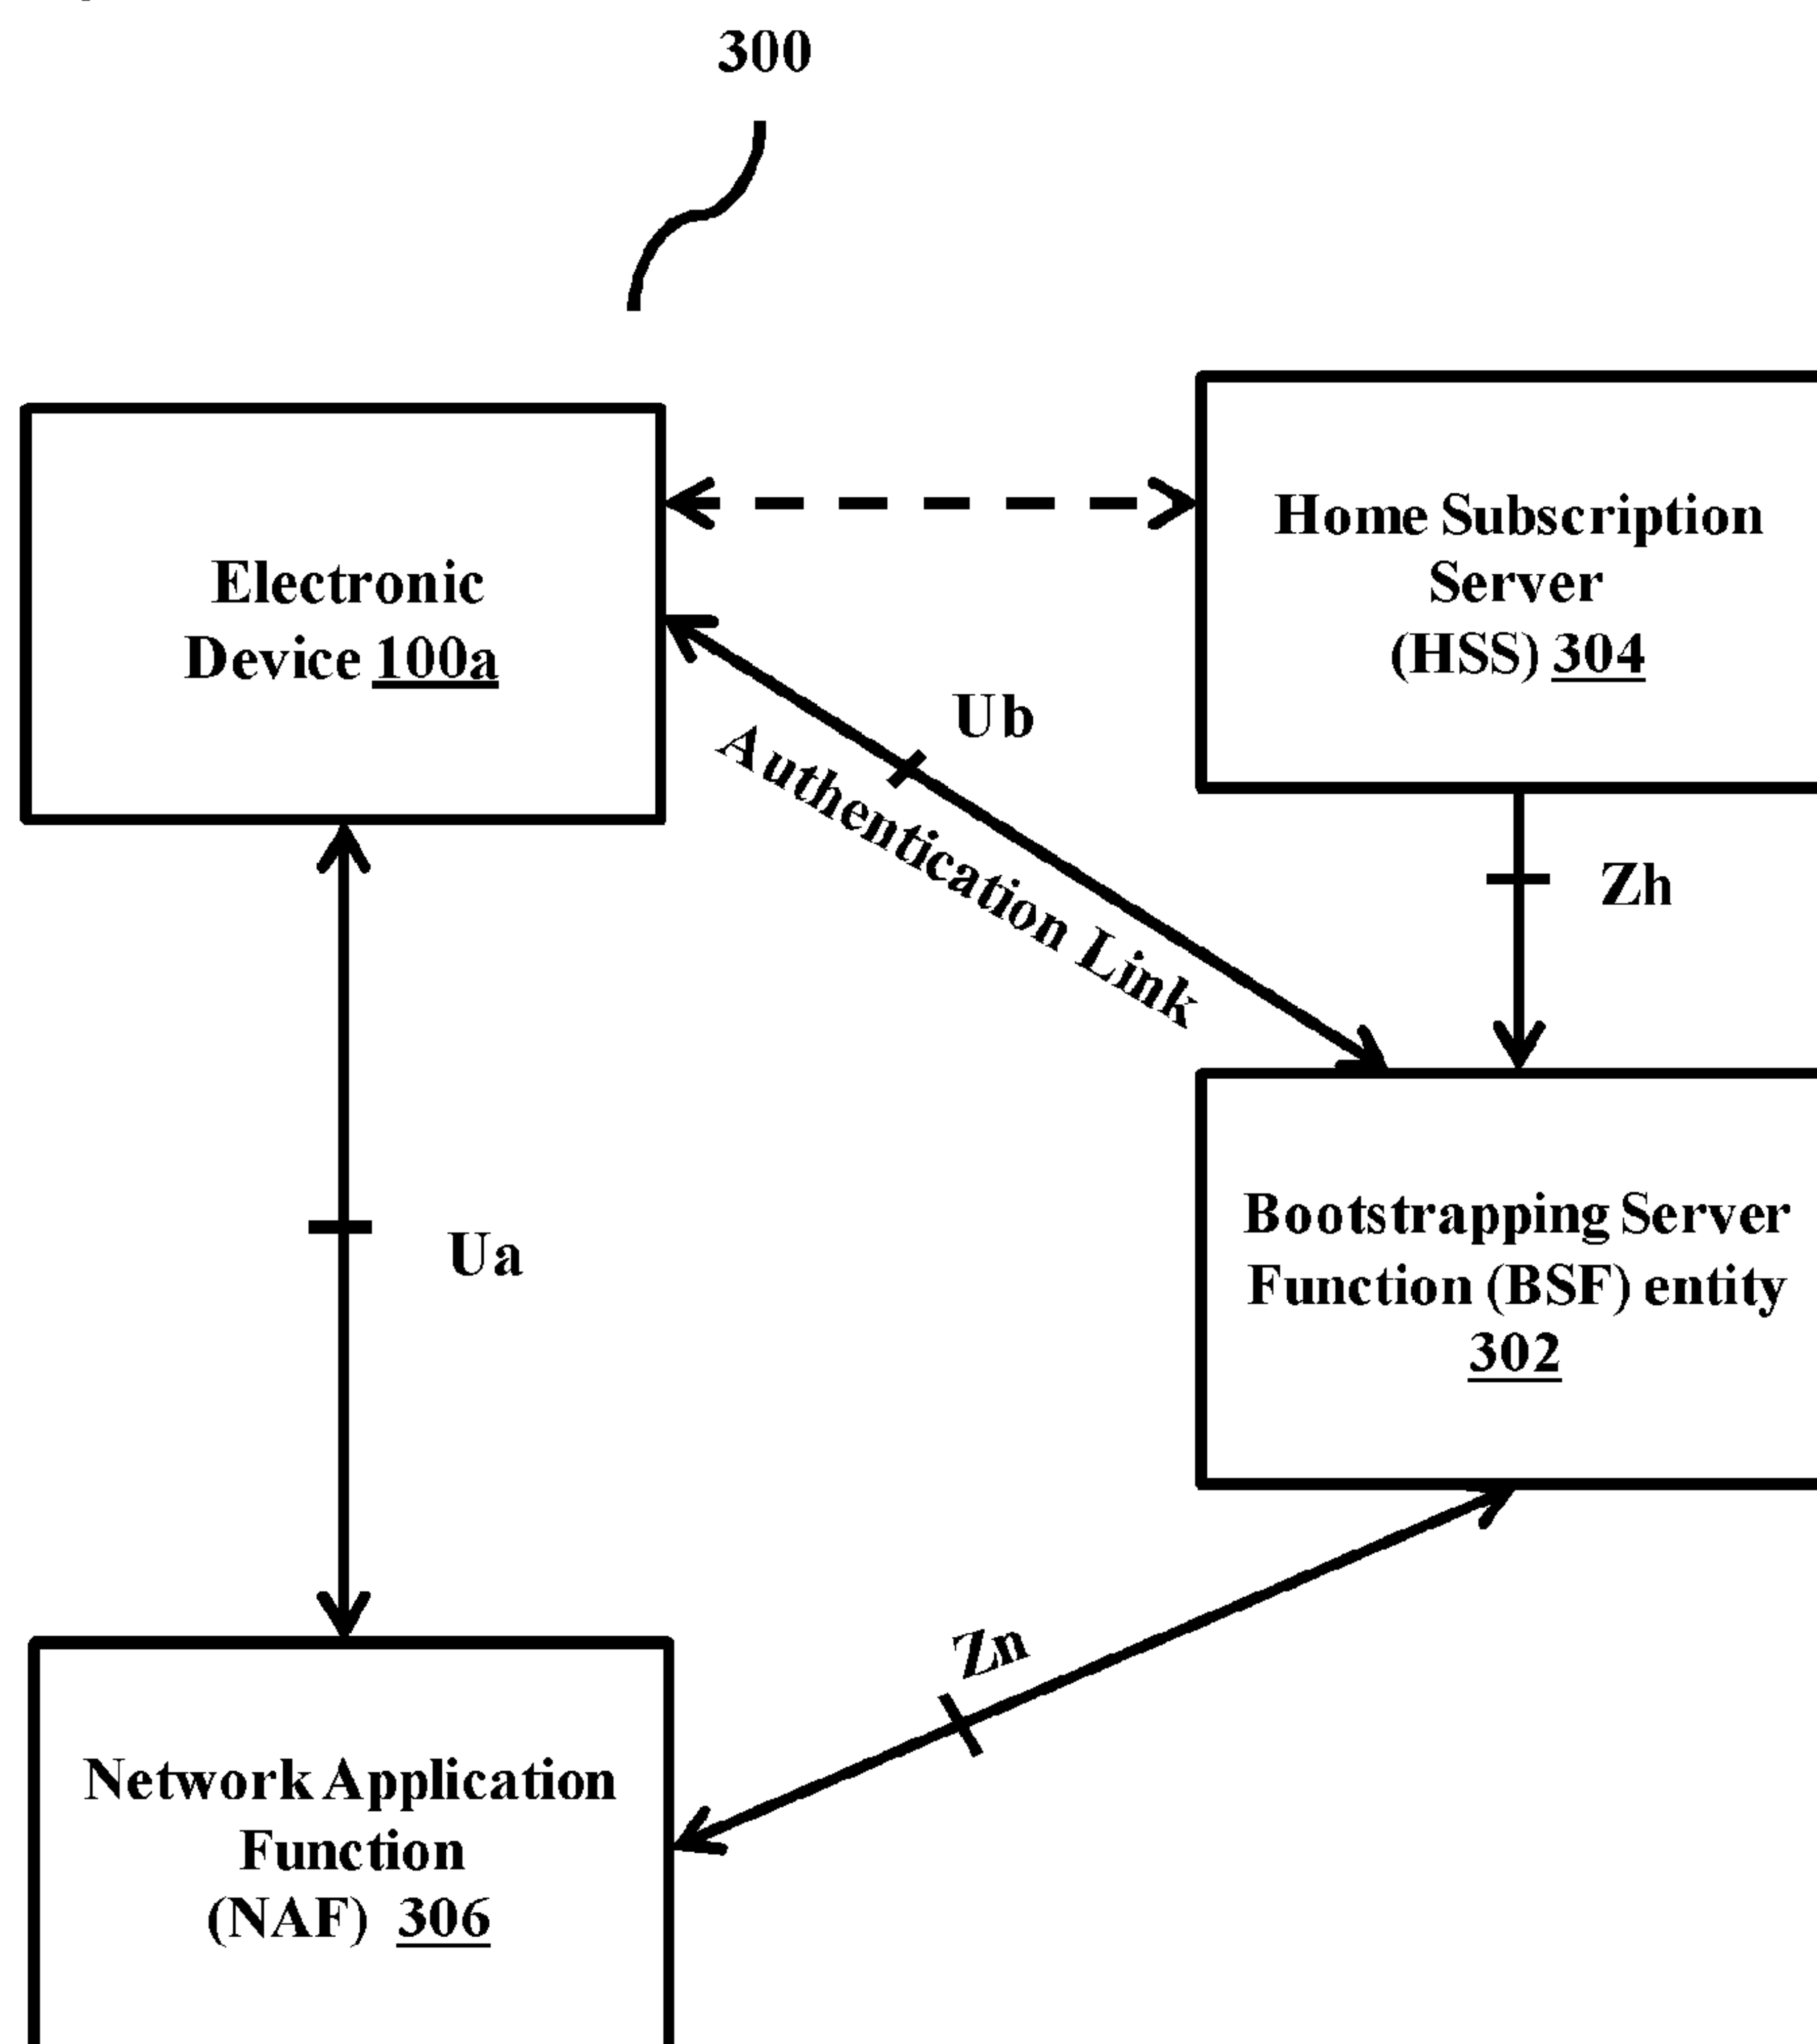 300
Electronic
Device 100a
Home Subscription
Server
(HSS) 304
Ub
Authentication Link
Zh
Ua
Bootstrapping Server
Function (BSF) entity
302
Zn
Network Application
Function
(NAF) 306